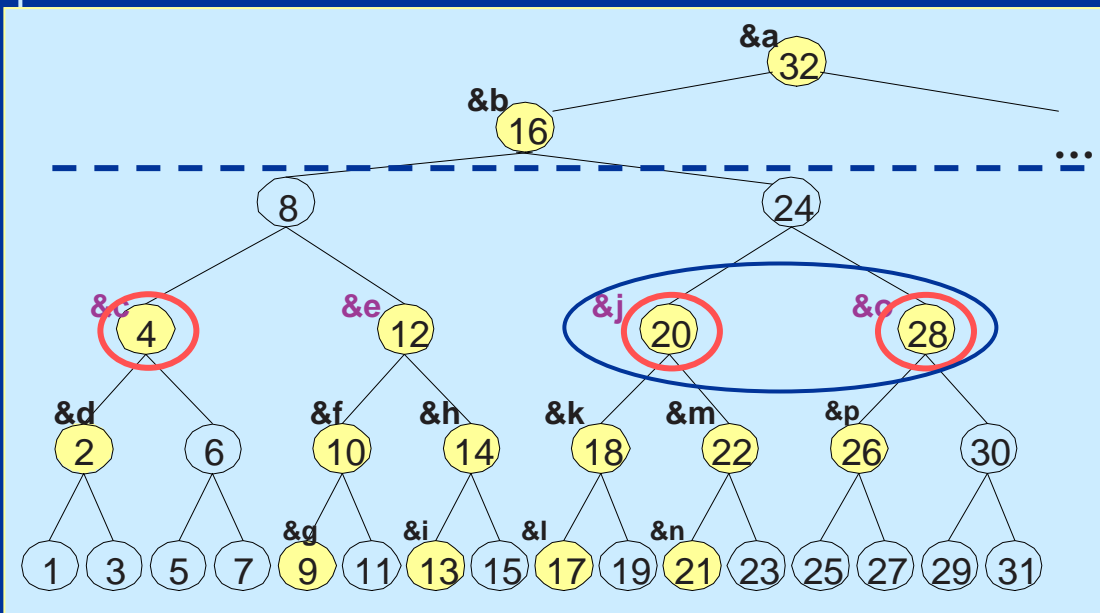 &a
32
&b
16
...
8 24
&c &e &j &o
4 12 20 28
&d &f &h &k &m &p
2 6 10 14 18 22 26 30
&g &i &l &n
1 3 5 7 9 11 13 15 17 19 21 23 25 27 29 31